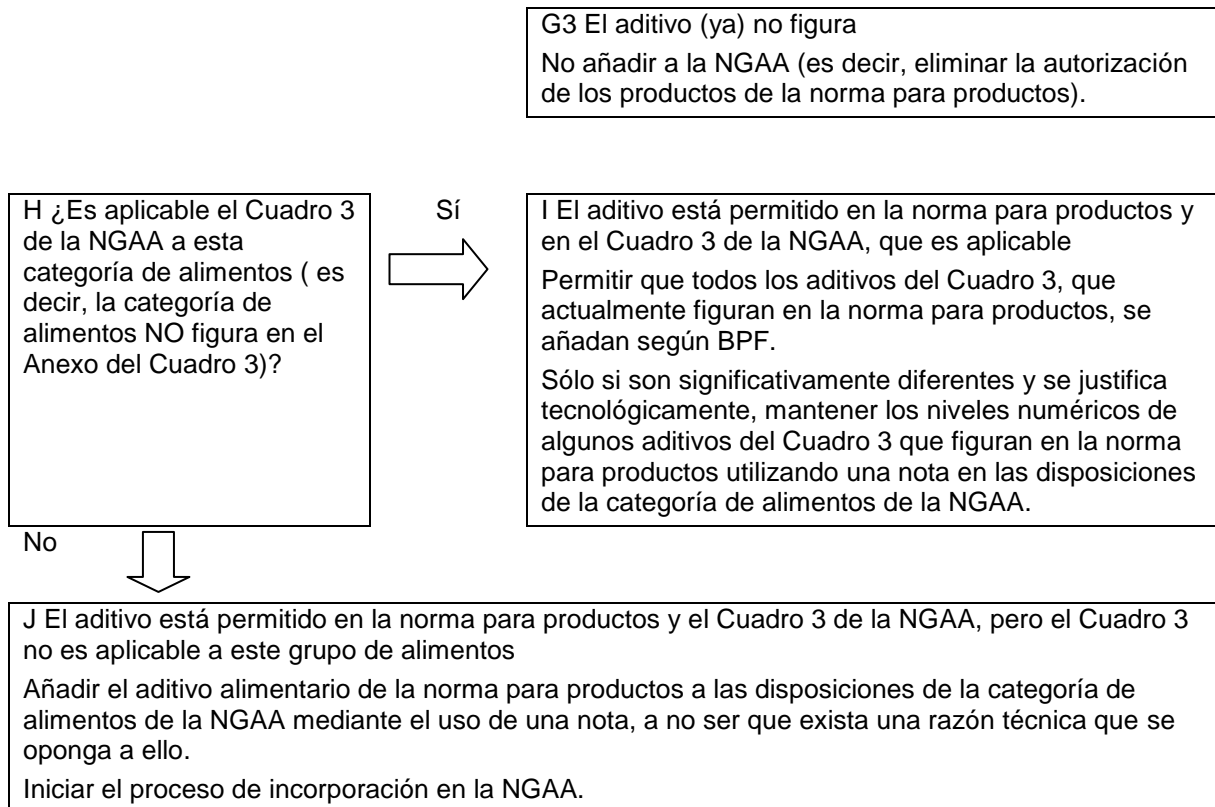 G3 El aditivo (ya) no figura
No añadir a la NGAA (es decir, eliminar la autorización
de los productos de la norma para productos).
H ¿Es aplicable el Cuadro 3
de la NGAA a esta
categoría de alimentos ( es
decir, la categoría de
alimentos NO figura en el
Anexo del Cuadro 3)?
Sí
I El aditivo está permitido en la norma para productos y
en el Cuadro 3 de la NGAA, que es aplicable
Permitir que todos los aditivos del Cuadro 3, que
actualmente figuran en la norma para productos, se
añadan según BPF.
Sólo si son significativamente diferentes y se justifica
tecnológicamente, mantener los niveles numéricos de
algunos aditivos del Cuadro 3 que figuran en la norma
para productos utilizando una nota en las disposiciones
de la categoría de alimentos de la NGAA.
No
J El aditivo está permitido en la norma para productos y el Cuadro 3 de la NGAA, pero el Cuadro 3
no es aplicable a este grupo de alimentos
Añadir el aditivo alimentario de la norma para productos a las disposiciones de la categoría de
alimentos de la NGAA mediante el uso de una nota, a no ser que exista una razón técnica que se
oponga a ello.
Iniciar el proceso de incorporación en la NGAA.